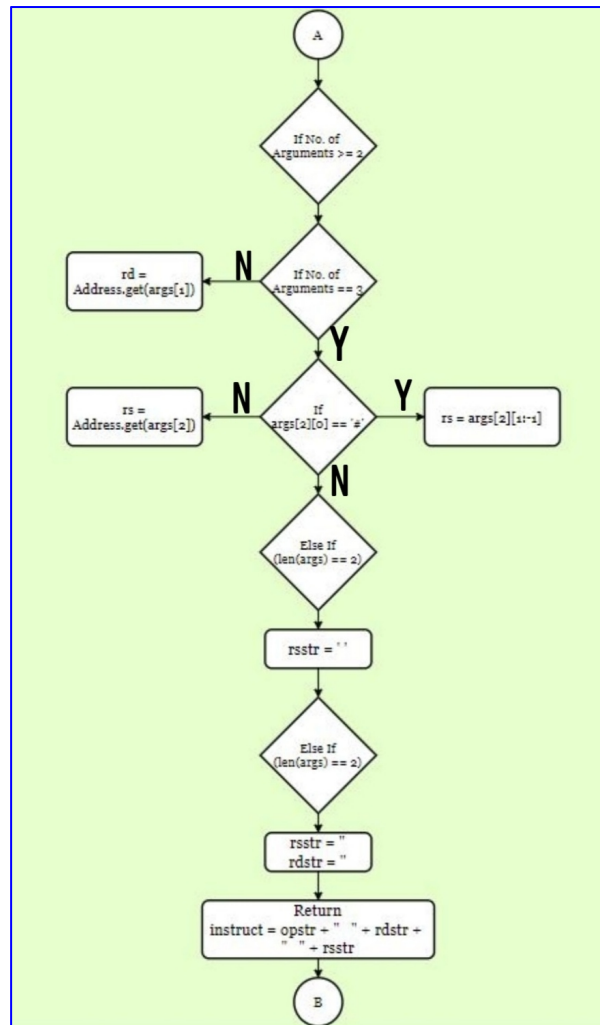 A
If No. of
Arguments >= 2
N
rd =
Address.get(args[1])
If No. of
Arguments == 3
Y
N
rs =
Address.get(args[2])
If
args[2][0] == '#'
Y
rs = args[2][1:-1]
N
Else If
(len(args) == 2)
rsstr = ' '
Else If
(len(args) == 2)
rsstr = ''
rdstr = ''
Return
instruct = opstr + " " + rdstr +
" " + rsstr
B